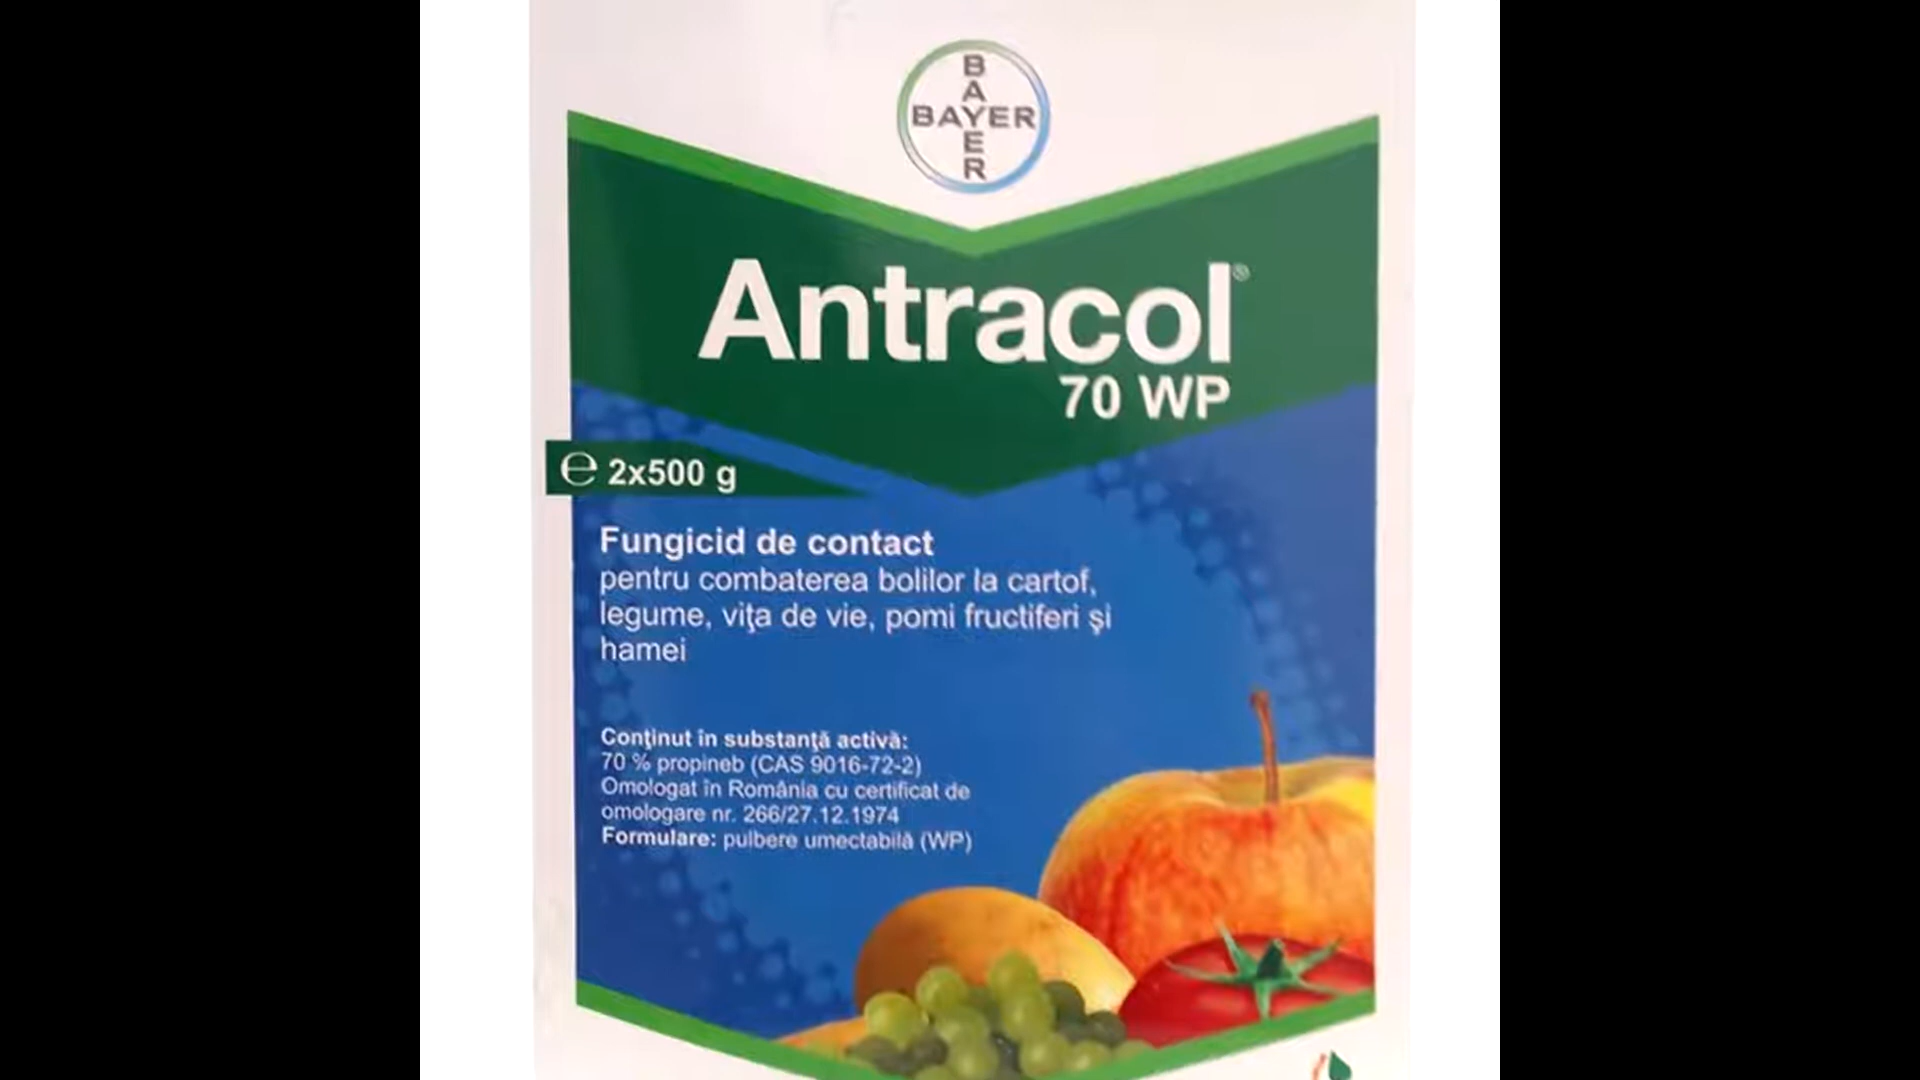 BAYER
BAYER
Antracol®
70 WP
℮ 2x500 g
Fungicid de contact
pentru combaterea bolilor la cartof,
legume, viţa de vie, pomi fructiferi şi
hamei
Conţinut în substanţă activă:
70 % propineb (CAS 9016-72-2)
Omologat în România cu certificat de
omologare nr. 266/27.12.1974
Formulare: pulbere umectabilă (WP)